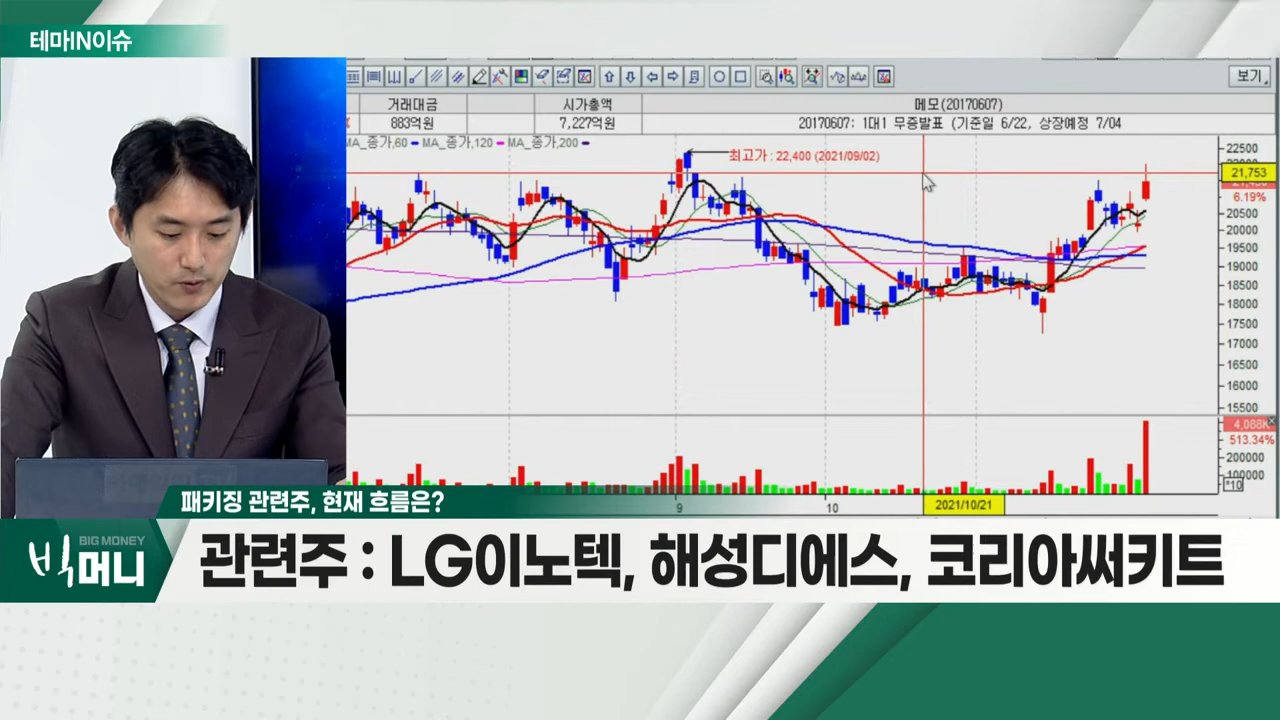 테마IN이슈
보기
거래대금
시가총액
메모(20170607)
883억원
7,227억원
20170607: 1대1 무증발표 (기준일 6/22, 상장예정 7/04
MA_종가,60
MA_종가,120
MA_종가,200
최고가 : 22,400 (2021/09/02)
22500
21,753
6.19%
20500
20000
19500
19000
18500
18000
17500
17000
16500
16000
15500
4,088K
513.34%
200000
100000
*10
9
10
2021/10/21
패키징 관련주, 현재 흐름은?
BIG MONEY
빅머니
관련주 : LG이노텍, 해성디에스, 코리아써키트